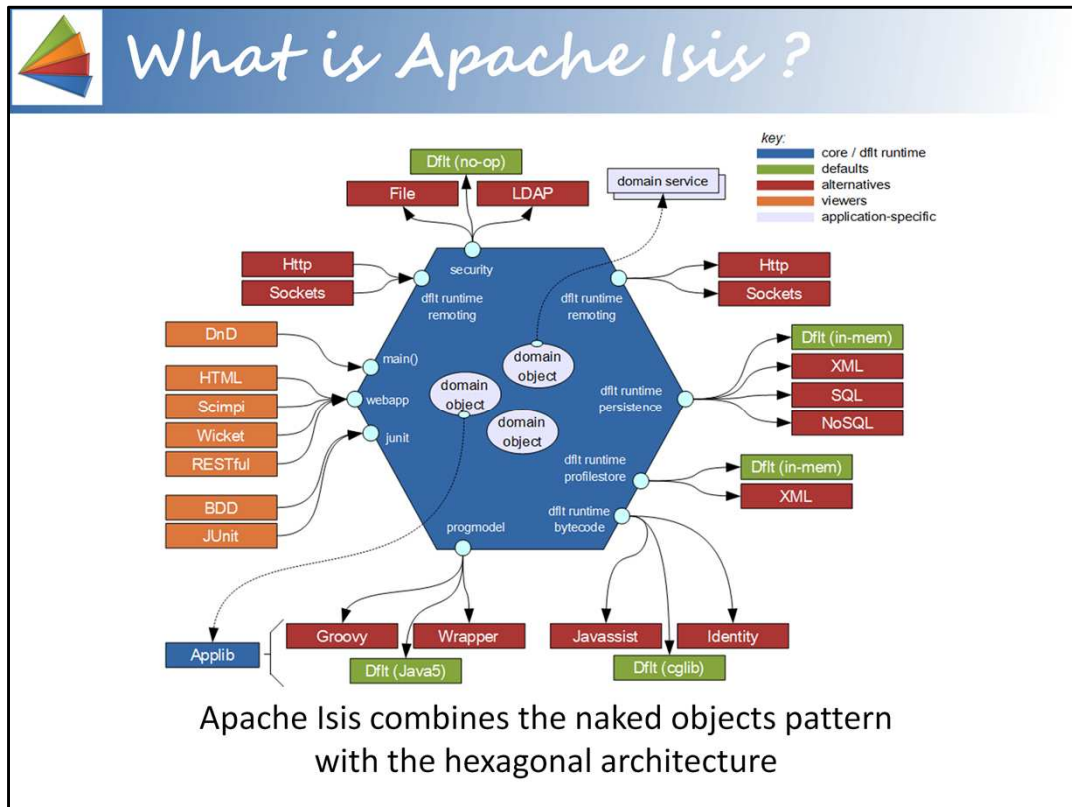 What is Apache Isis ?
key:
core / dflt runtime
defaults
alternatives
viewers
application-specific
Dflt (no-op)
File
LDAP
domain service
Http
Sockets
security
dflt runtime
remoting
dflt runtime
remoting
Http
Sockets
DnD
HTML
Scimpi
Wicket
RESTful
BDD
JUnit
main()
webapp
junit
domain
object
domain
object
domain
object
dflt runtime
persistence
Dflt (in-mem)
XML
SQL
NoSQL
dflt runtime
profilestore
Dflt (in-mem)
XML
dflt runtime
bytecode
progmodel
Applib
Groovy
Wrapper
Dflt (Java5)
Javassist
Identity
Dflt (cglib)
Apache Isis combines the naked objects pattern
with the hexagonal architecture